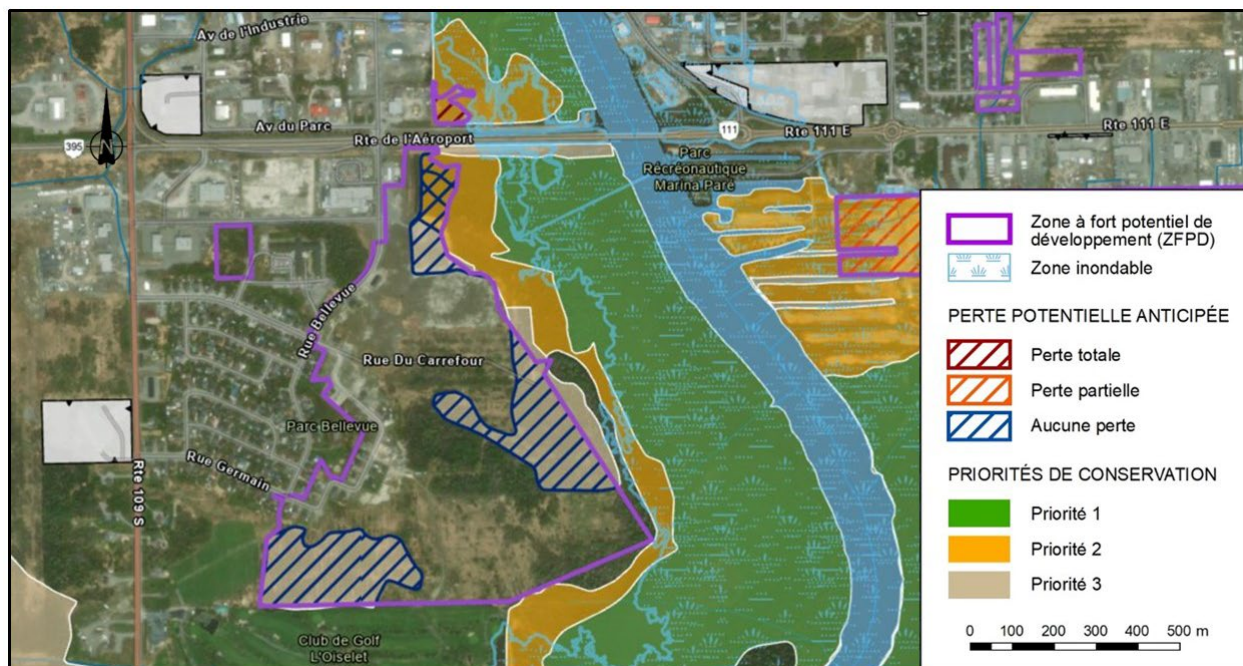 Av de l'Industrie
Av du Parc
Rte de l'Aéroport
395
N
111
Rte 111 E
Rte 111 E
Parc
Récréonautique
Marina Paré
Rue Bellevue
Rue Du Carrefour
Parc Bellevue
Rue Germain
Rte 109 S
Club de Golf
L'Oiselet
Zone à fort potentiel de
développement (ZFPD)
Zone inondable
PERTE POTENTIELLE ANTICIPÉE
Perte totale
Perte partielle
Aucune perte
PRIORITÉS DE CONSERVATION
Priorité 1
Priorité 2
Priorité 3
0 100 200 300 400 500 m